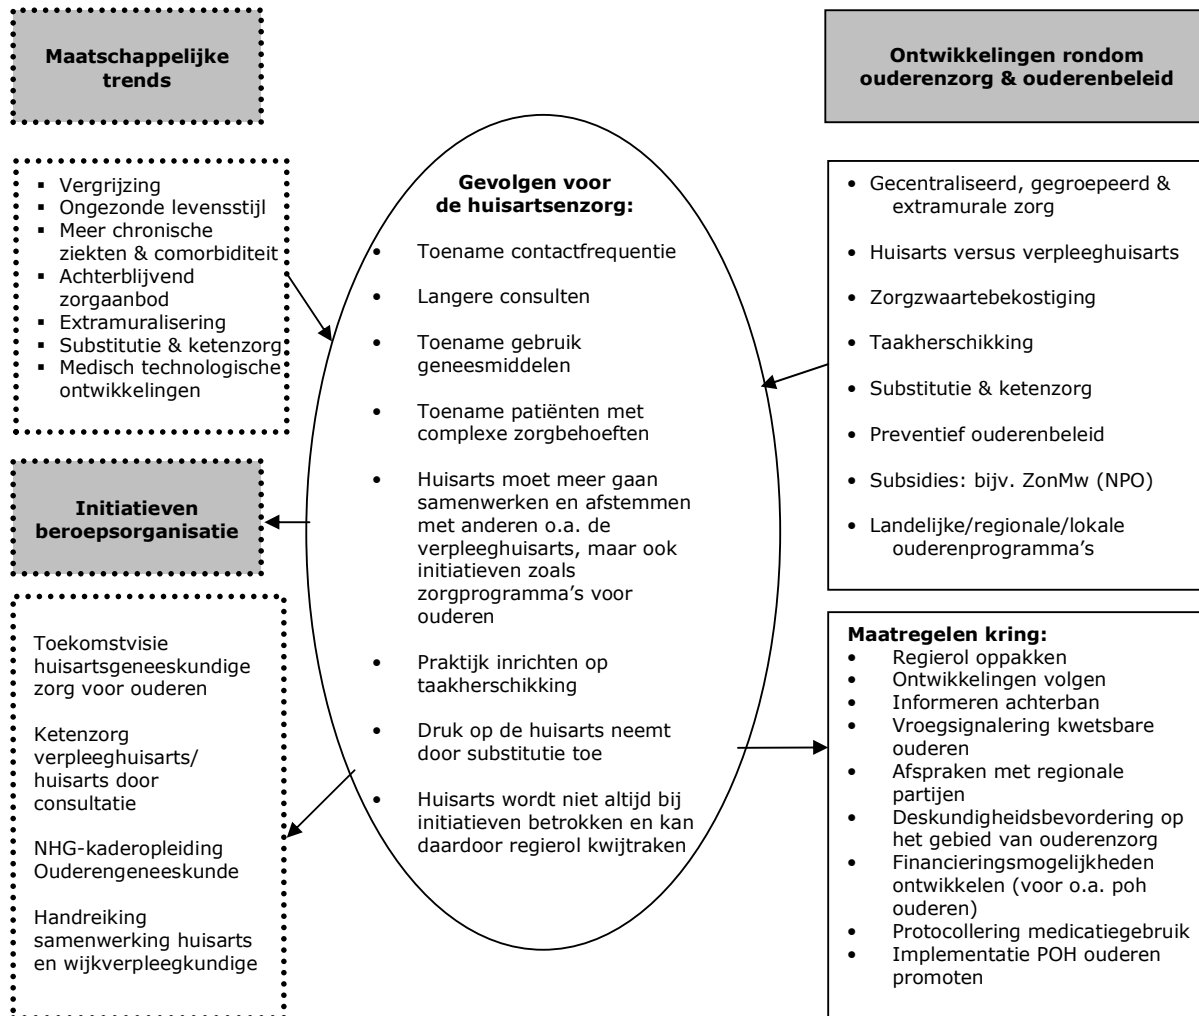 Maatschappelijke
trends
▪ Vergrijzing
▪ Ongezonde levensstijl
▪ Meer chronische
ziekten & comorbiditeit
▪ Achterblijvend
zorgaanbod
▪ Extramuralisering
▪ Substitutie & ketenzorg
▪ Medisch technologische
ontwikkelingen
Initiatieven
beroepsorganisatie
Toekomstvisie
huisartsgeneeskundige
zorg voor ouderen
Ketenzorg
verpleeghuisarts/
huisarts door
consultatie
NHG-kaderopleiding
Ouderengeneeskunde
Handreiking
samenwerking huisarts
en wijkverpleegkundige
Gevolgen voor
de huisartsenzorg:
• Toename contactfrequentie
• Langere consulten
• Toename gebruik
geneesmiddelen
• Toename patiënten met
complexe zorgbehoeften
• Huisarts moet meer gaan
samenwerken en afstemmen
met anderen o.a. de
verpleeghuisarts, maar ook
initiatieven zoals
zorgprogramma's voor
ouderen
• Praktijk inrichten op
taakherschikking
• Druk op de huisarts neemt
door substitutie toe
• Huisarts wordt niet altijd bij
initiatieven betrokken en kan
daardoor regierol kwijtraken
Ontwikkelingen rondom
ouderenzorg & ouderenbeleid
• Gecentraliseerd, gegroepeerd &
extramurale zorg
• Huisarts versus verpleeghuisarts
• Zorgzwaartebekostiging
• Taakherschikking
• Substitutie & ketenzorg
• Preventief ouderenbeleid
• Subsidies: bijv. ZonMw (NPO)
• Landelijke/regionale/lokale
ouderenprogramma's
Maatregelen kring:
• Regierol oppakken
• Ontwikkelingen volgen
• Informeren achterban
• Vroegsignalering kwetsbare
ouderen
• Afspraken met regionale
partijen
• Deskundigheidsbevordering op
het gebied van ouderenzorg
• Financieringsmogelijkheden
ontwikkelen (voor o.a. poh
ouderen)
• Protocollering medicatiegebruik
• Implementatie POH ouderen
promoten